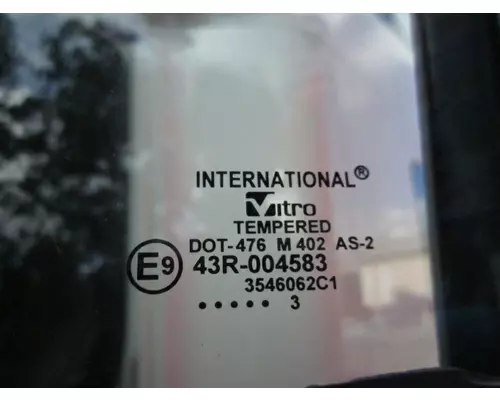 INTERNATIONAL®
Vitro
TEMPERED
DOT-476 M 402 AS-2
E9 43R-004583
3546062C1
• • • • • 3